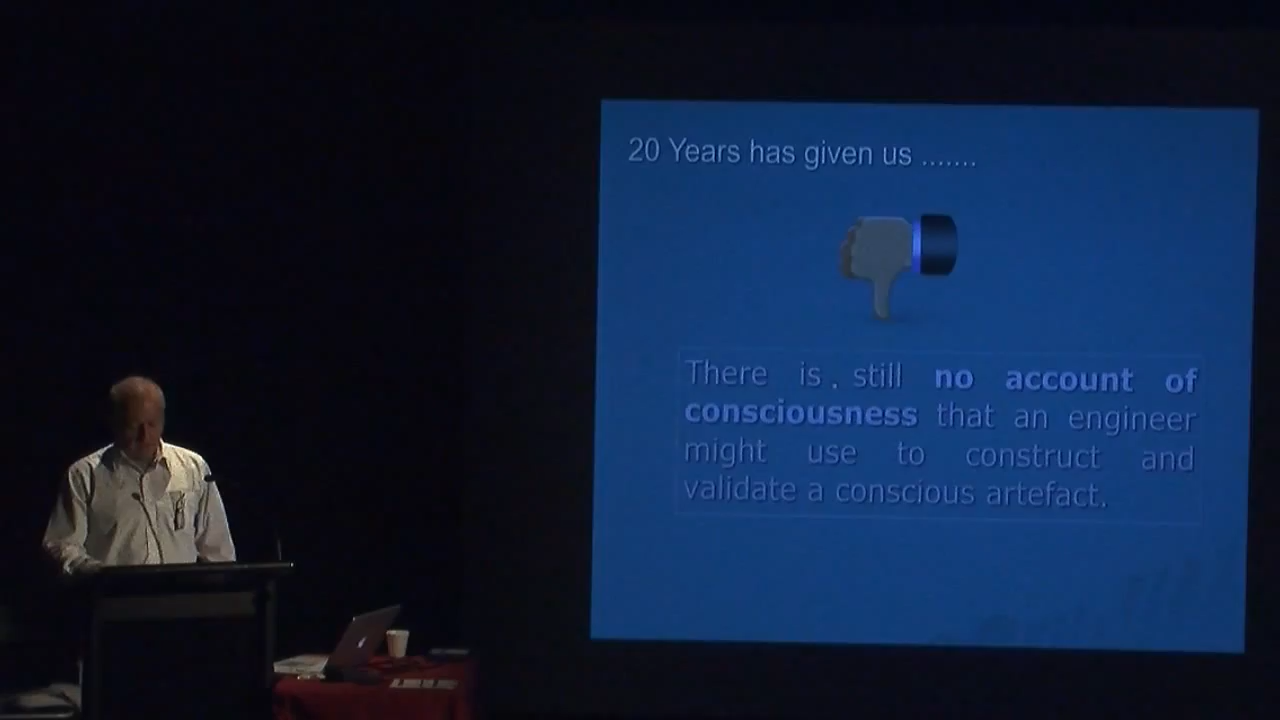 20 Years has given us .......
There is . still no account of
consciousness that an engineer
might use to construct and
validate a conscious artefact.